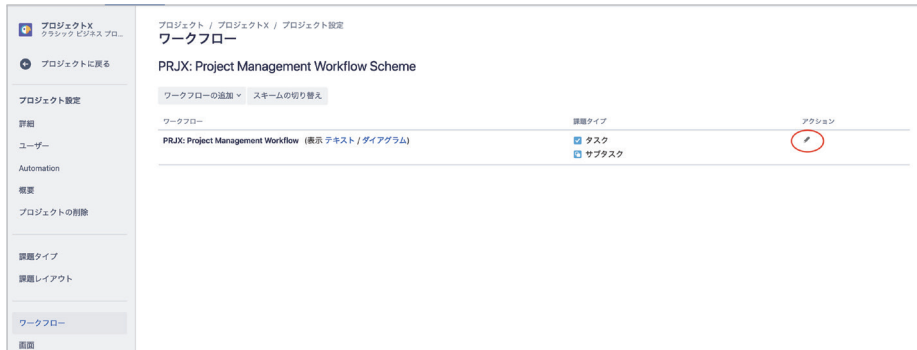 プロジェクトX
クラシック ビジネス プロ...
プロジェクトに戻る
プロジェクト設定
詳細
ユーザー
Automation
概要
プロジェクトの削除
課題タイプ
課題レイアウト
ワークフロー
画面
プロジェクト / プロジェクトX / プロジェクト設定
ワークフロー
PRJX: Project Management Workflow Scheme
ワークフローの追加 スキームの切り替え
ワークフロー 課題タイプ アクション
PRJX: Project Management Workflow (表示 テキスト / ダイアグラム) タスク
サブタスク